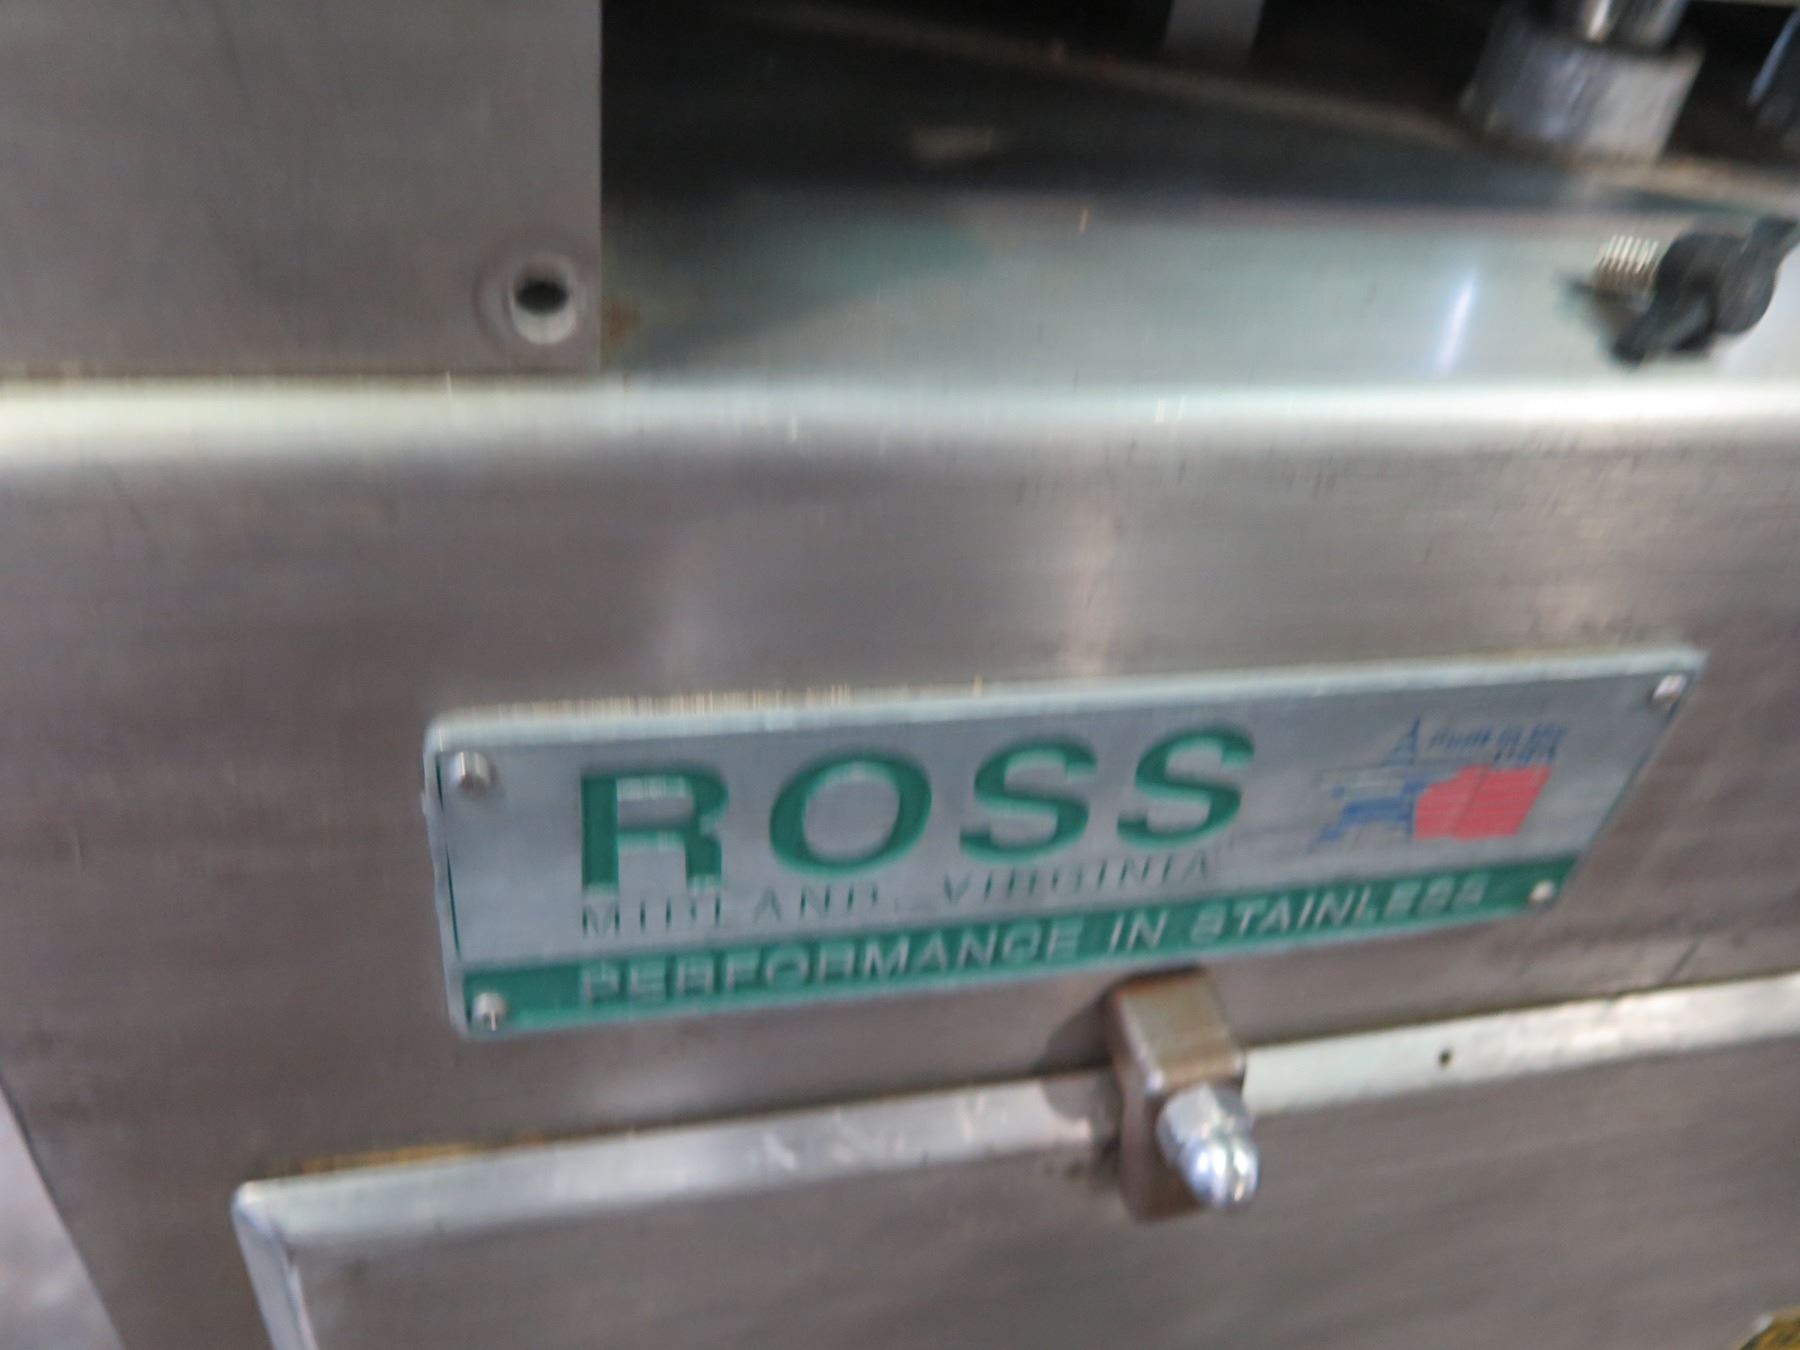 ROSS
MIDLAND, VIRGINIA
PERFORMANCE IN STAINLESS